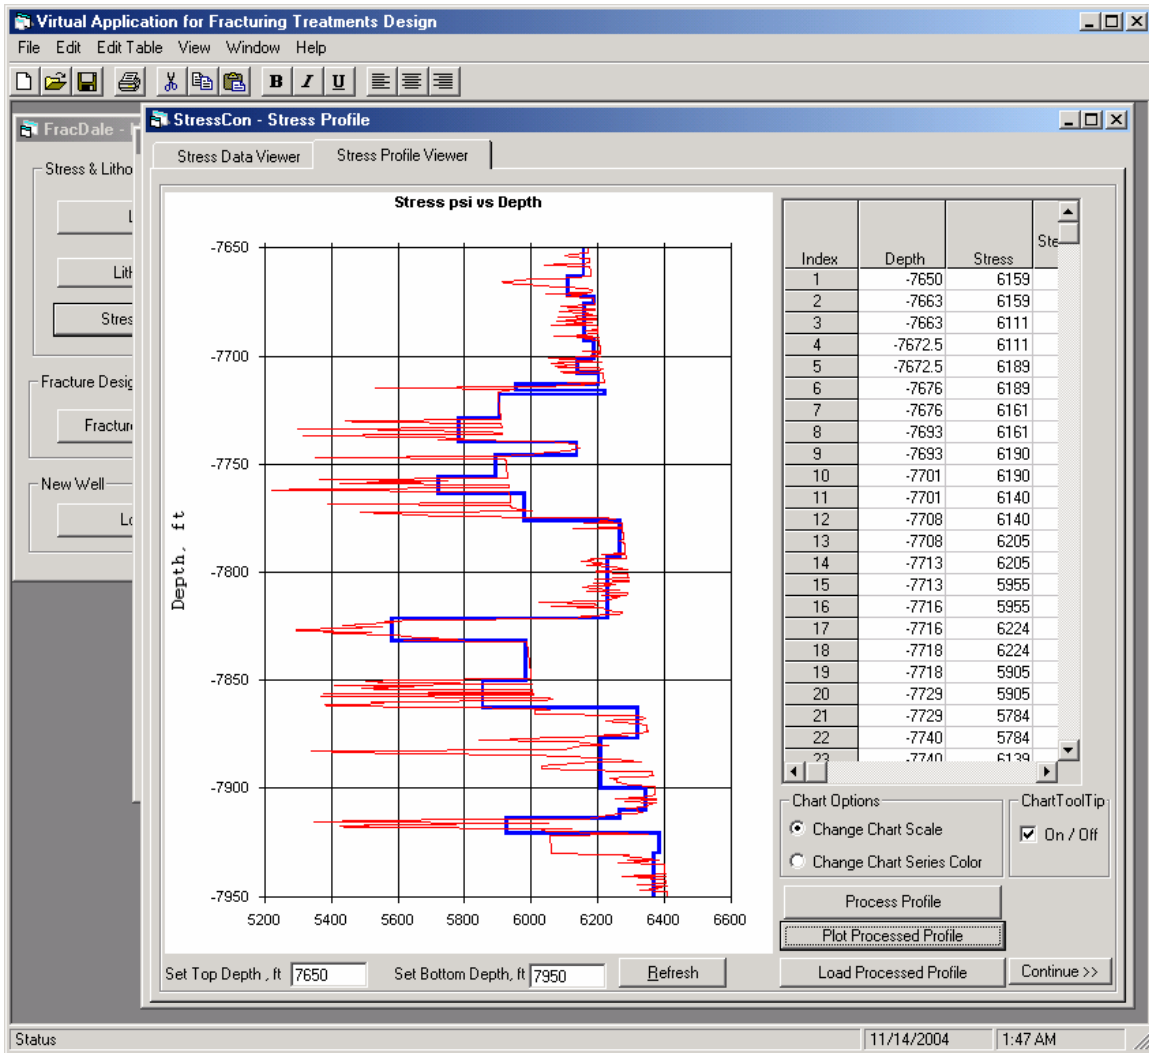 Virtual Application for Fracturing Treatments Design
File Edit Edit Table View Window Help
B I U
FracDale -
Stress & Litho
Lith
Stres
Fracture Desig
Fracture
New Well
Lo
StressCon - Stress Profile
Stress Data Viewer Stress Profile Viewer
Stress psi vs Depth
-7650
-7700
-7750
-7800
-7850
-7900
-7950
Depth, ft
5200 5400 5600 5800 6000 6200 6400 6600
Set Top Depth , ft 7650 Set Bottom Depth, ft 7950 Refresh
Index Depth Stress Ste
1 -7650 6159
2 -7663 6159
3 -7663 6111
4 -7672.5 6111
5 -7672.5 6189
6 -7676 6189
7 -7676 6161
8 -7693 6161
9 -7693 6190
10 -7701 6190
11 -7701 6140
12 -7708 6140
13 -7708 6205
14 -7713 6205
15 -7713 5955
16 -7716 5955
17 -7716 6224
18 -7718 6224
19 -7718 5905
20 -7729 5905
21 -7729 5784
22 -7740 5784
23 -7740 6139
Chart Options
Change Chart Scale
Change Chart Series Color
ChartToolTip
On / Off
Process Profile
Plot Processed Profile
Load Processed Profile Continue >>
Status 11/14/2004 1:47 AM